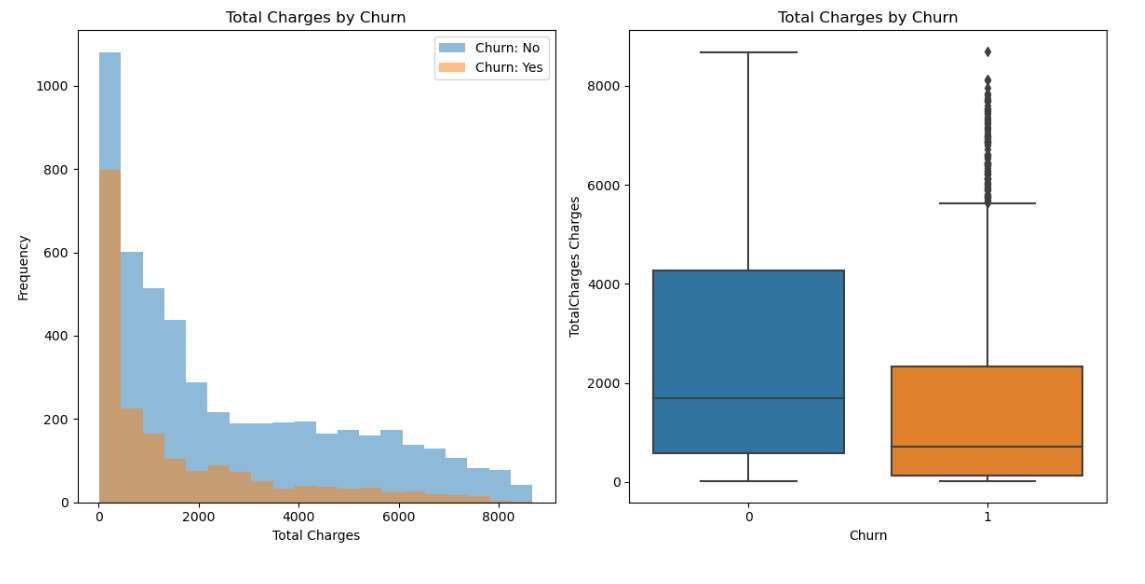 Total Charges by Churn
Churn: No
Churn: Yes
1000
800
600
400
200
0
Frequency
0 2000 4000 6000 8000
Total Charges
Total Charges by Churn
8000
6000
4000
2000
0
TotalCharges Charges
0 1
Churn